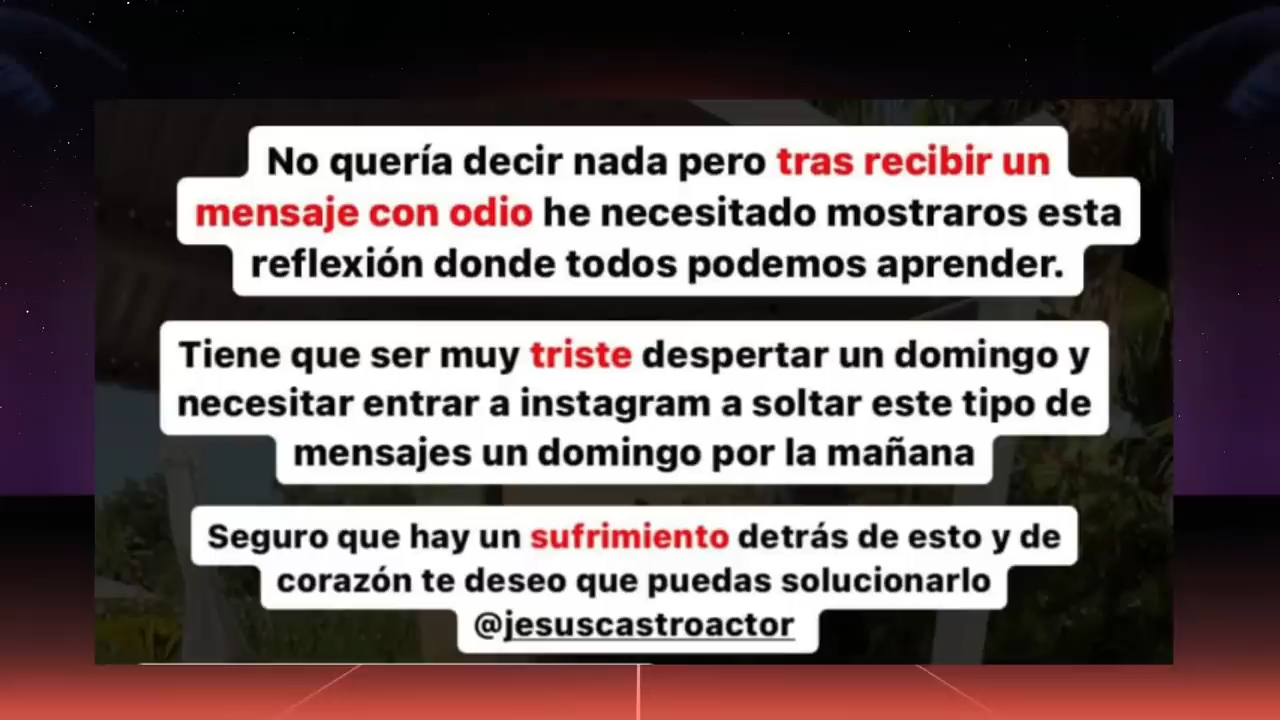 No quería decir nada pero tras recibir un
mensaje con odio he necesitado mostraros esta
reflexión donde todos podemos aprender.
Tiene que ser muy triste despertar un domingo y
necesitar entrar a instagram a soltar este tipo de
mensajes un domingo por la mañana
Seguro que hay un sufrimiento detrás de esto y de
corazón te deseo que puedas solucionarlo
@jesuscastroactor